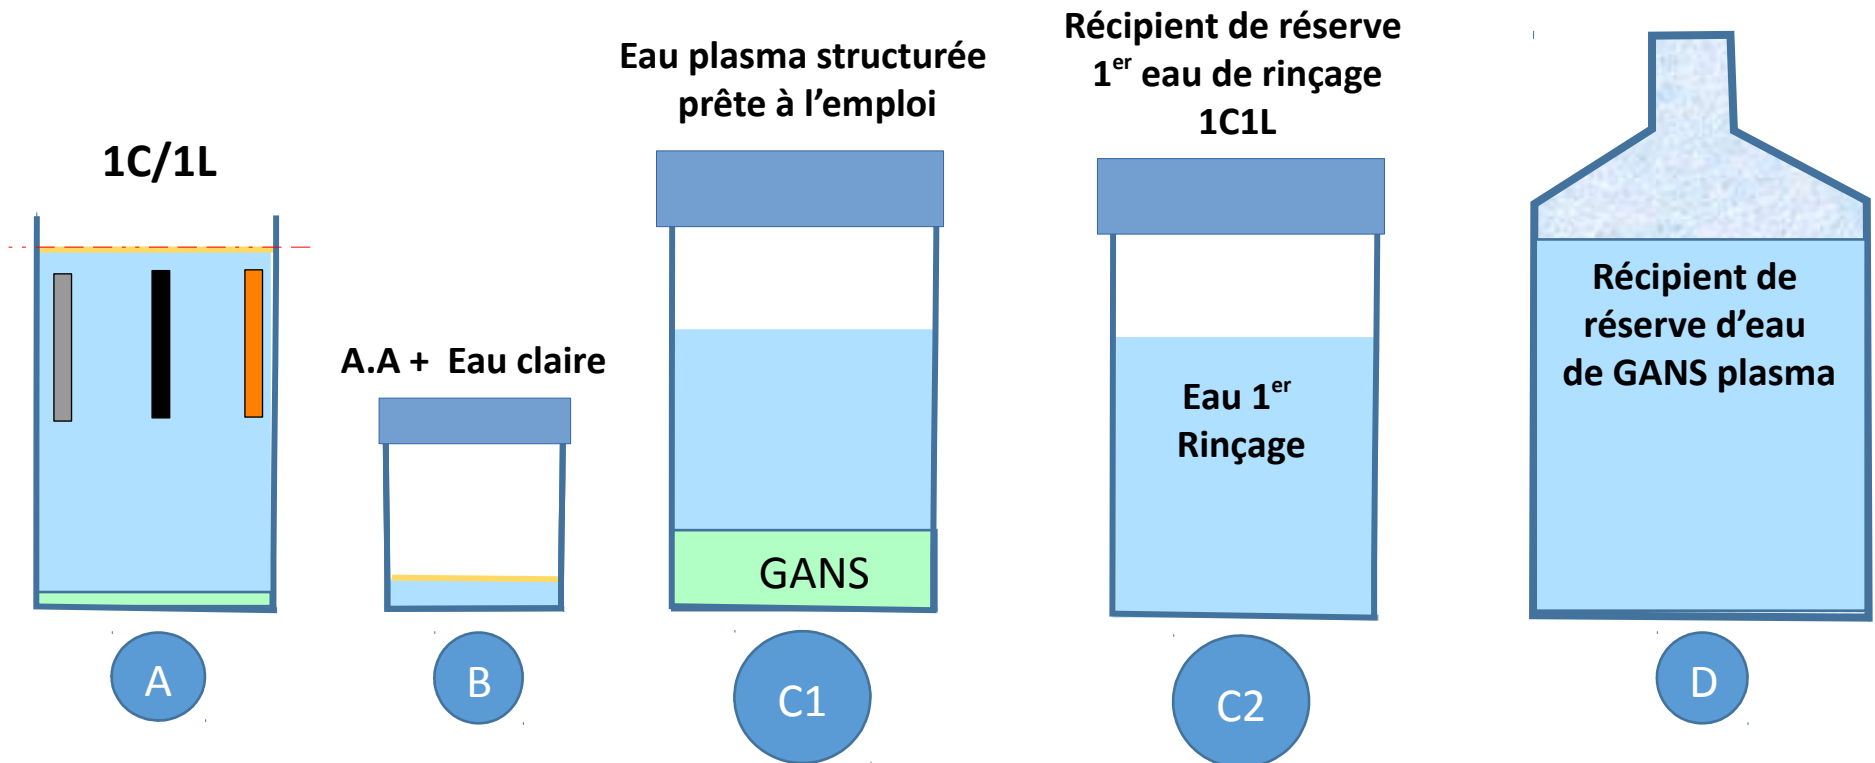 1C/1L
A
A.A + Eau claire
B
Eau plasma structurée
prête à l’emploi
GANS
C1
Récipient de réserve
1er eau de rinçage
1C1L
Eau 1er
Rinçage
C2
Récipient de
réserve d’eau
de GANS plasma
D